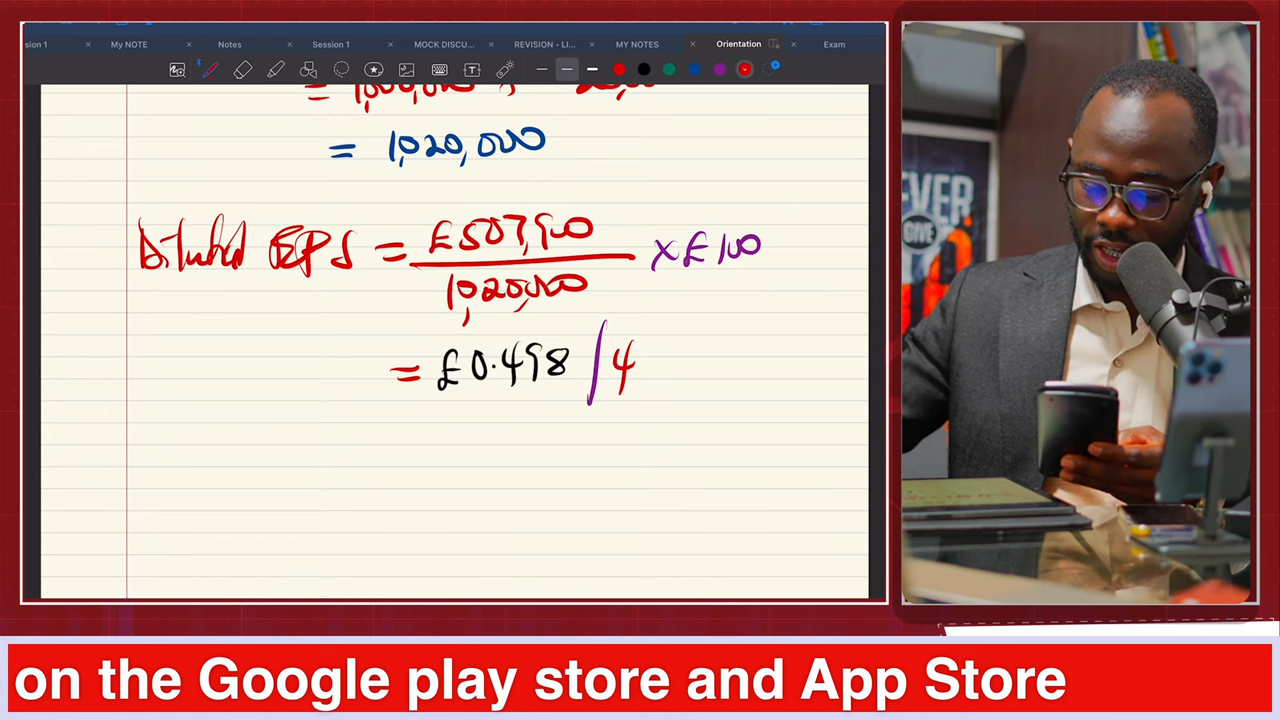 sion 1 My NOTE Notes Session 1 MOCK DISCU... REVISION - LI... MY NOTES Orientation Exam
= 1,020,000
Diluted EPS = £507,900 x £100
1,020,000
= £0.498 / 4
EVER
GIVE
on the Google play store and App Store